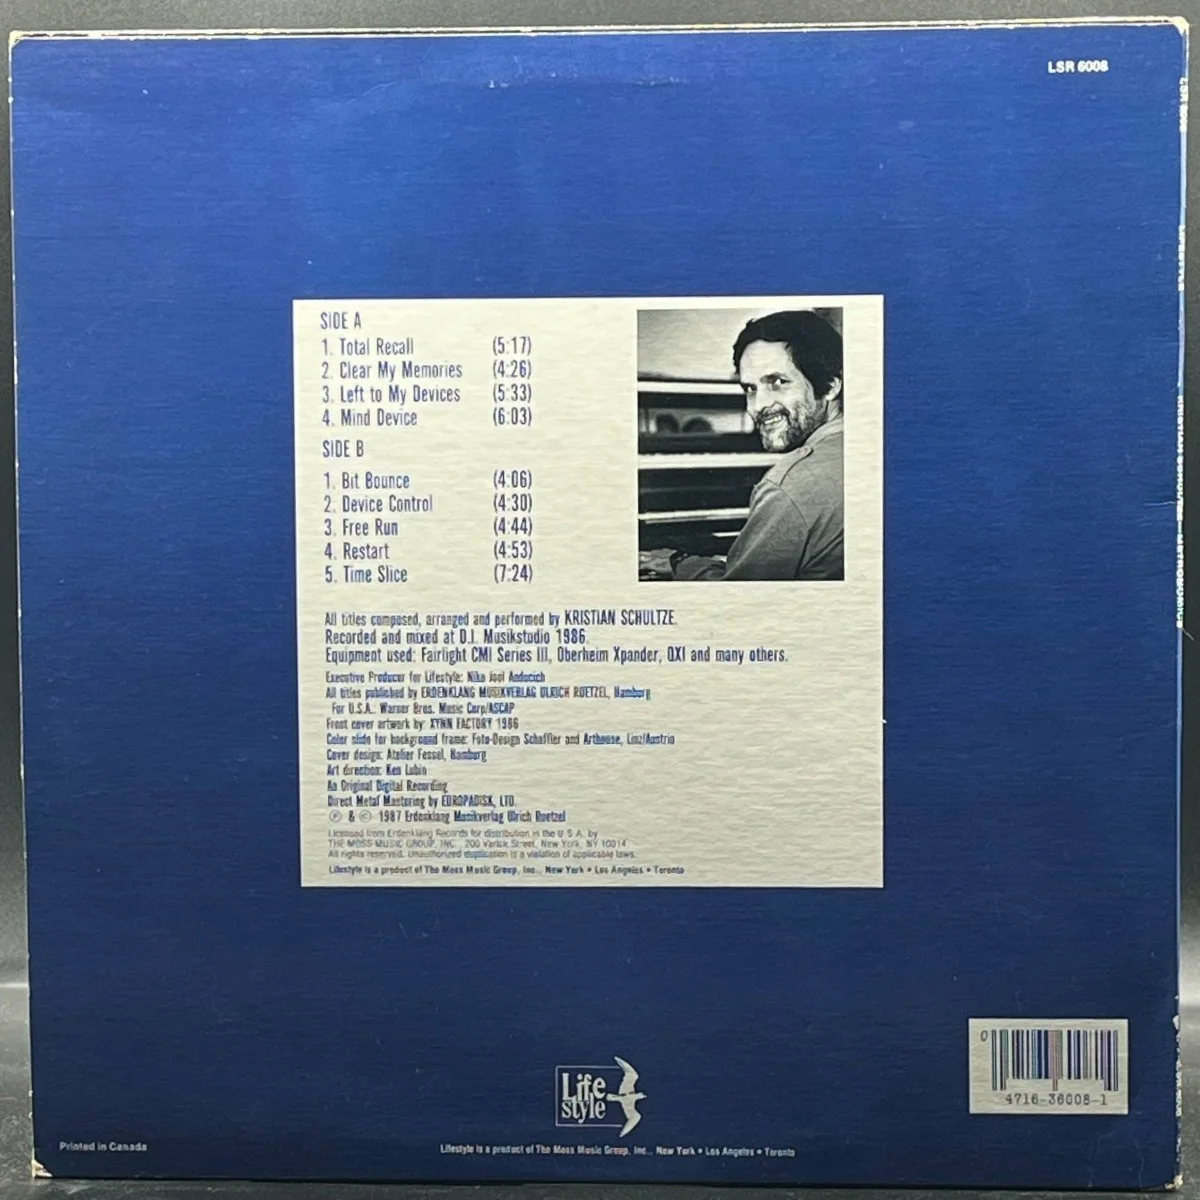 LSR 6008
SIDE A
1. Total Recall (5:17)
2. Clear My Memories (4:26)
3. Left to My Devices (5:33)
4. Mind Device (6:03)
SIDE B
1. Bit Bounce (4:06)
2. Device Control (4:30)
3. Free Run (4:44)
4. Restart (4:53)
5. Time Slice (7:24)
All titles composed, arranged and performed by KRISTIAN SCHULTZE.
Recorded and mixed at D.I. Musikstudio 1986.
Equipment used: Fairlight CMI Series III, Oberheim Xpander, QXI and many others.
Executive Producer for Lifestyle: Niko Joel
All titles published by ERDENKLANG MUSIKVERLAG ULRICH RUETZEL, Hamburg
For U.S.A.: Warner Bros. Music Corp/ASCAP
Front cover artwork by: XYNN FACTORY 1986
Color slide for background frame: Foto-Design Schaffler and Arthouse, Linz/Austria
Cover design: Atelier Fessel, Hamburg
Art direction: Ken Lubin
An Original Digital Recording
Direct Metal Mastering by EUROPADISK, LTD.
℗ & © 1987 Erdenklang Musikverlag Ulrich Ruetzel
Licensed from Erdenklang Records for distribution in the U.S.A. by
THE MOSS MUSIC GROUP, INC., 200 Varick Street, New York, NY 10014
All rights reserved. Unauthorized duplication is a violation of applicable laws.
Lifestyle is a product of The Moss Music Group, Inc., New York • Los Angeles • Toronto
0
4716-36008-1
Life
style
Printed in Canada
Lifestyle is a product of The Moss Music Group, Inc., New York • Los Angeles • Toronto